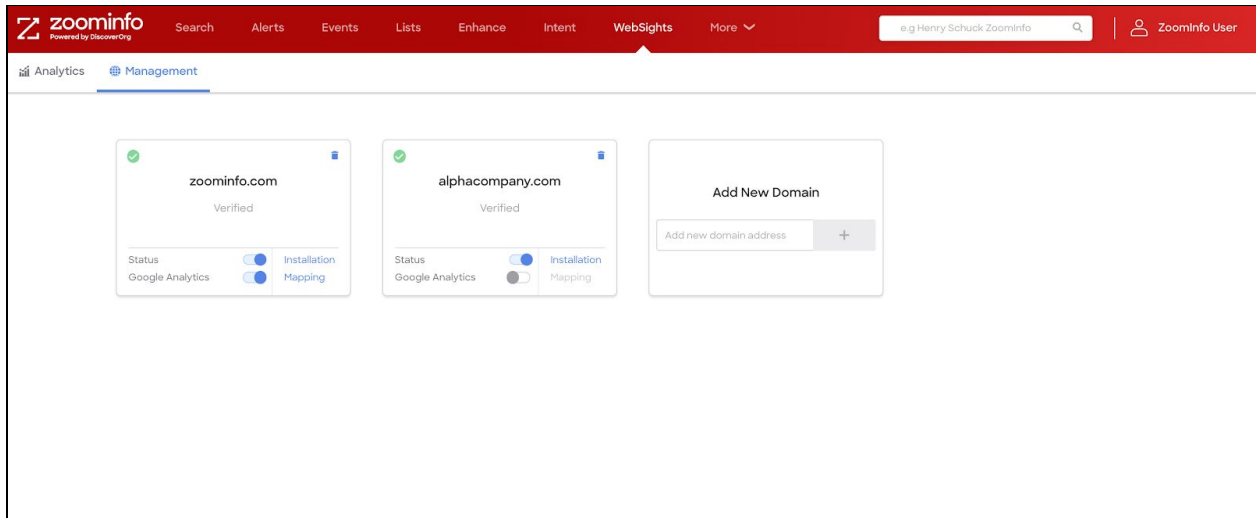 zoominfo
Powered by DiscoverOrg
Search Alerts Events Lists Enhance Intent WebSights More e.g Henry Schuck ZoomInfo ZoomInfo User
Analytics Management
zoominfo.com
Verified
Status Installation
Google Analytics Mapping
alphacompany.com
Verified
Status Installation
Google Analytics Mapping
Add New Domain
Add new domain address +